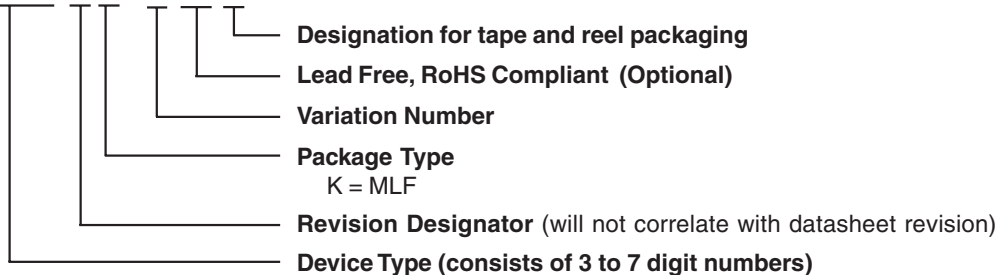 Designation for tape and reel packaging
Lead Free, RoHS Compliant (Optional)
Variation Number
Package Type
K = MLF
Revision Designator (will not correlate with datasheet revision)
Device Type (consists of 3 to 7 digit numbers)